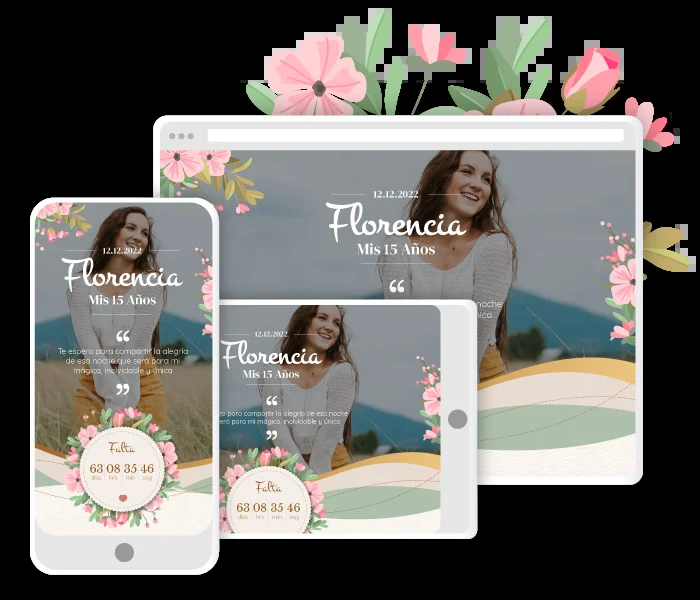 12.12.2022
Florencia
Mis 15 Años
“
noche
nica
12.12.2022
Florencia
Mis 15 Años
“
Te espero para compartir la alegría
de esa noche que será para mi
mágica, inolvidable y única
”
Falta
63 08 35 46
días hrs min seg
12.12.2022
Florencia
Mis 15 Años
“
para compartir la alegría de esa noche
será para mi mágica, inolvidable y única
”
Falta
63 08 35 46
días hrs min seg